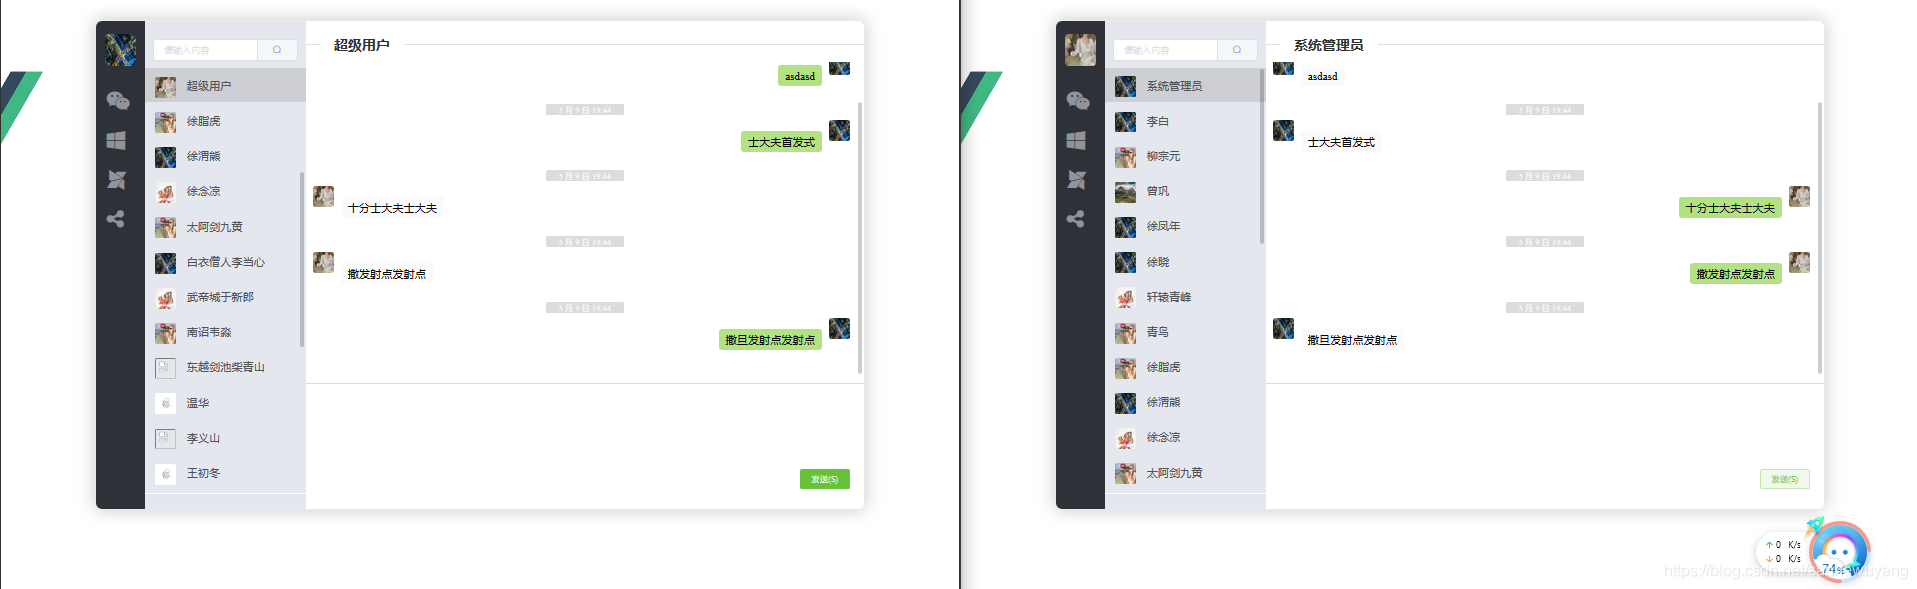 请输入内容
超级用户
徐脂虎
徐渭熊
徐念凉
太阿剑九黄
白衣僧人李当心
武帝城于新郎
南诏韦淼
东越剑池柴青山
温华
李义山
王初冬
超级用户
asdasd
5 月 9 日 19:44
士大夫首发式
5 月 9 日 19:44
十分士大夫士大夫
5 月 9 日 19:44
撒发射点发射点
5 月 9 日 19:44
撒旦发射点发射点
发送(S)
请输入内容
系统管理员
李白
柳宗元
曾巩
徐凤年
徐晓
轩辕青峰
青鸟
徐脂虎
徐渭熊
徐念凉
太阿剑九黄
系统管理员
asdasd
5 月 9 日 19:44
士大夫首发式
5 月 9 日 19:44
十分士大夫士大夫
5 月 9 日 19:44
撒发射点发射点
5 月 9 日 19:44
撒旦发射点发射点
发送(S)
↑ 0 K/s
↓ 0 K/s
74%